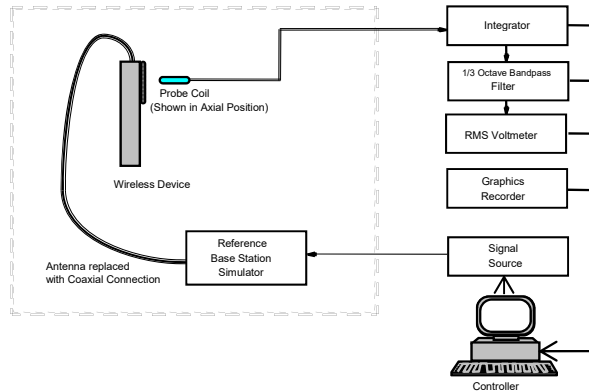 Integrator
1/3 Octave Bandpass
Filter
RMS Voltmeter
Graphics
Recorder
Probe Coil
(Shown in Axial Position)
Wireless Device
Reference
Base Station
Simulator
Antenna replaced
with Coaxial Connection
Signal
Source
Controller